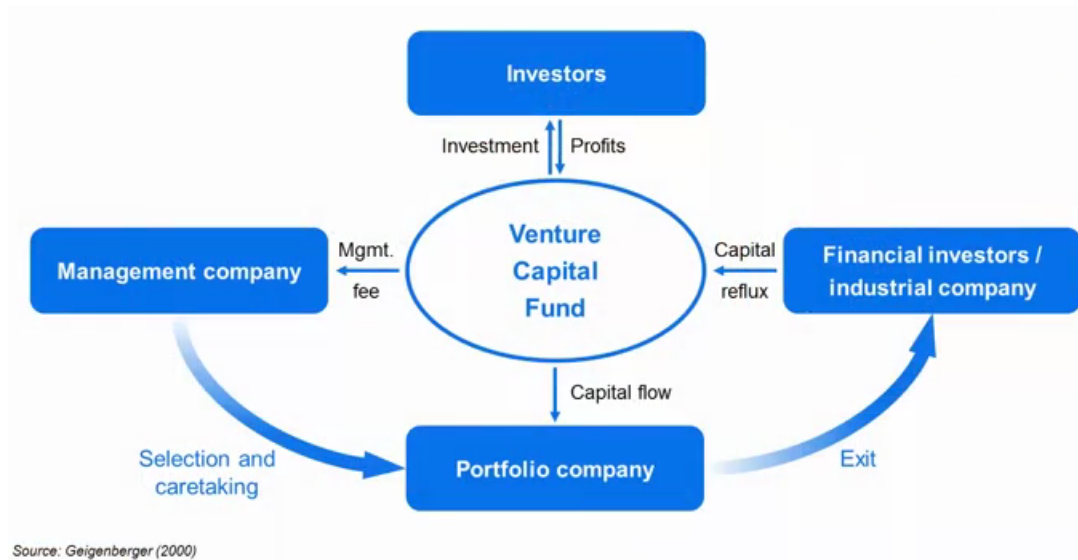 Investors
Investment
Profits
Venture
Capital
Fund
Mgmt.
fee
Management company
Capital
reflux
Financial investors /
industrial company
Capital flow
Selection and
caretaking
Portfolio company
Exit
Source: Geigenberger (2000)